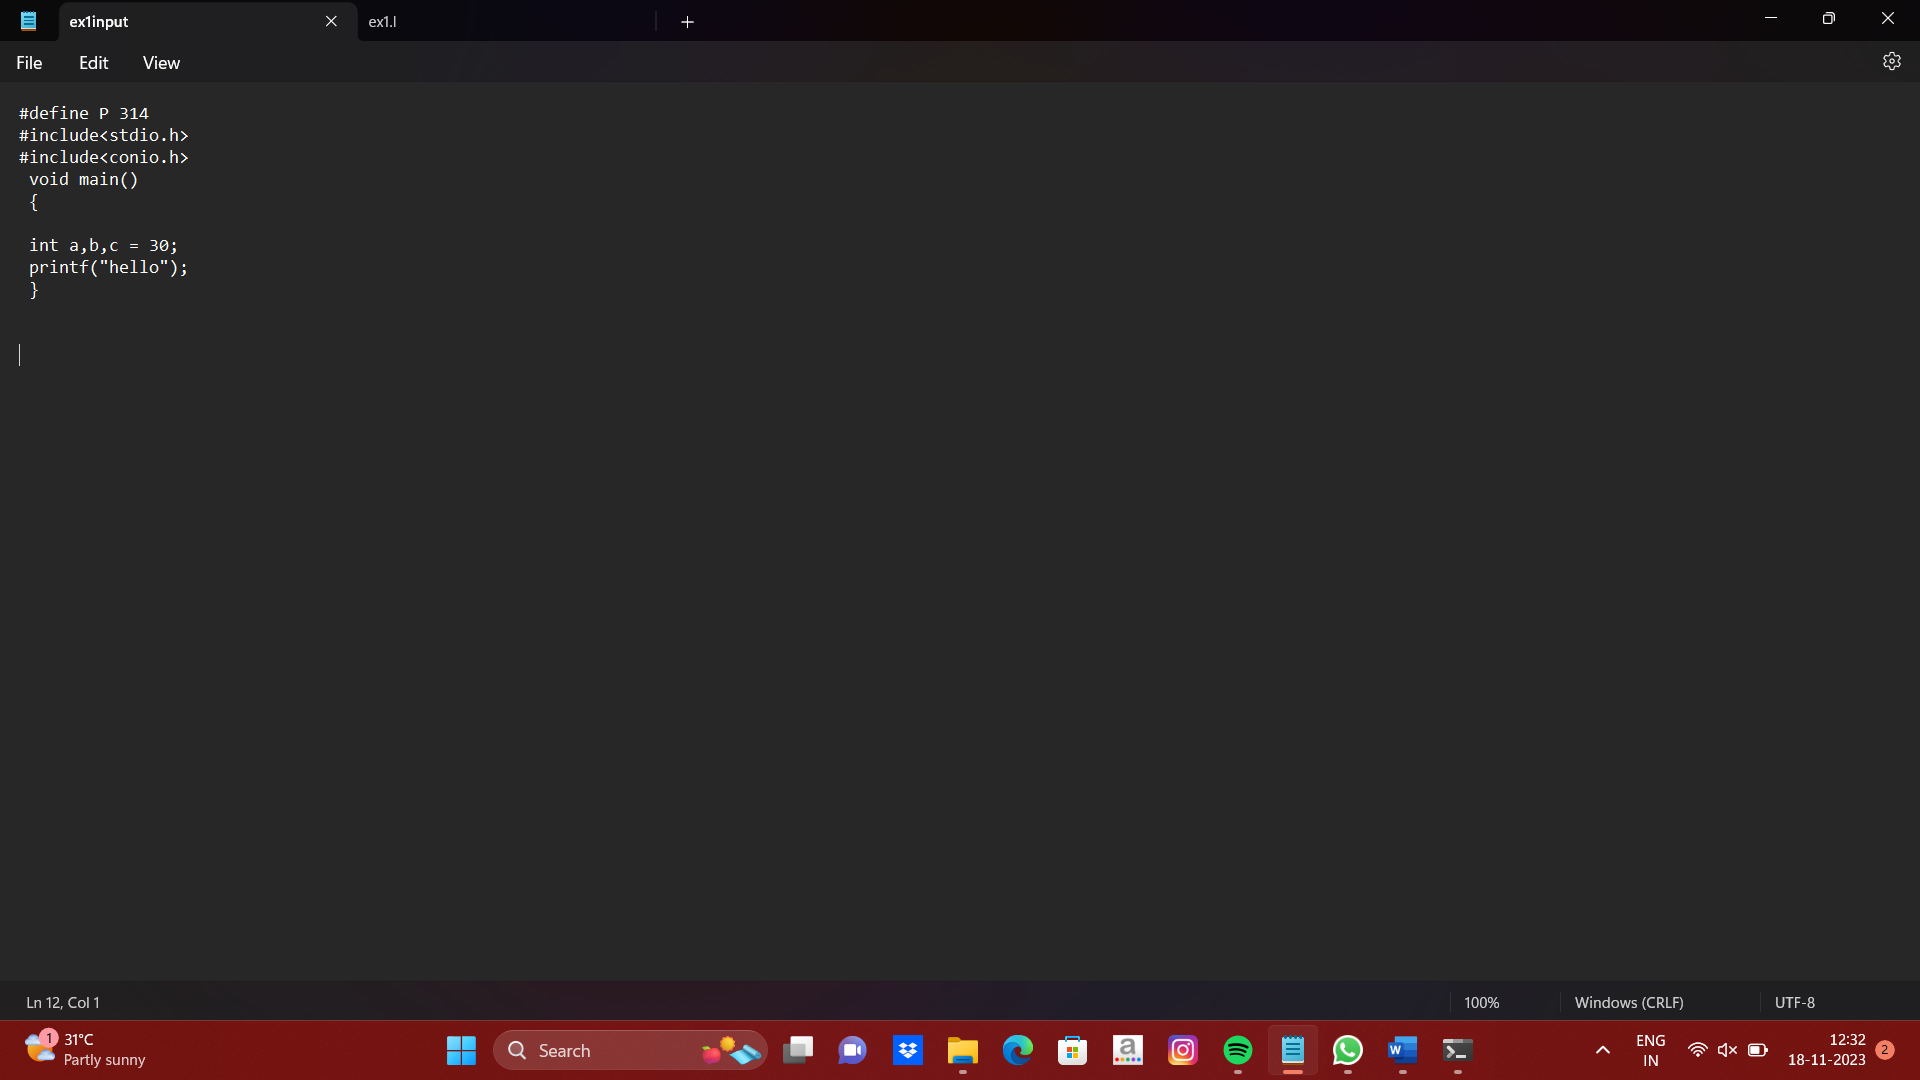 ex1input
ex1.l
File Edit View
#define P 314
#include<stdio.h>
#include<conio.h>
void main()
{
int a,b,c = 30;
printf("hello");
}
Ln 12, Col 1
100%
Windows (CRLF)
UTF-8
1
31°C
Partly sunny
Search
a
W
ENG
IN
12:32
18-11-2023
2